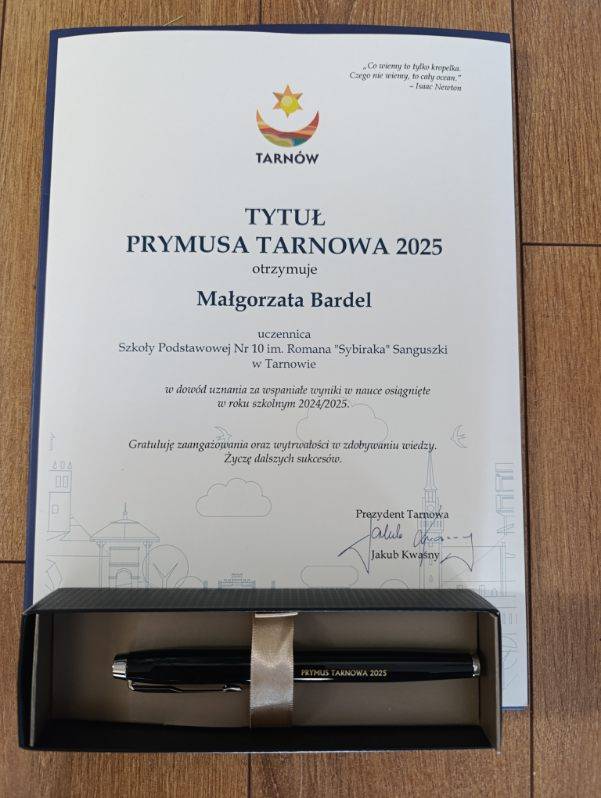 „Co wiemy to tylko kropelka.
Czego nie wiemy, to cały ocean.”
– Isaac Newton
TARNÓW
TYTUŁ
PRYMUSA TARNOWA 2025
otrzymuje
Małgorzata Bardel
uczennica
Szkoły Podstawowej Nr 10 im. Romana "Sybiraka" Sanguszki
w Tarnowie
w dowód uznania za wspaniałe wyniki w nauce osiągnięte
w roku szkolnym 2024/2025.
Gratuluję zaangażowania oraz wytrwałości w zdobywaniu wiedzy.
Życzę dalszych sukcesów.
Prezydent Tarnowa
Jakub Kwaśny
PRYMUS TARNOWA 2025